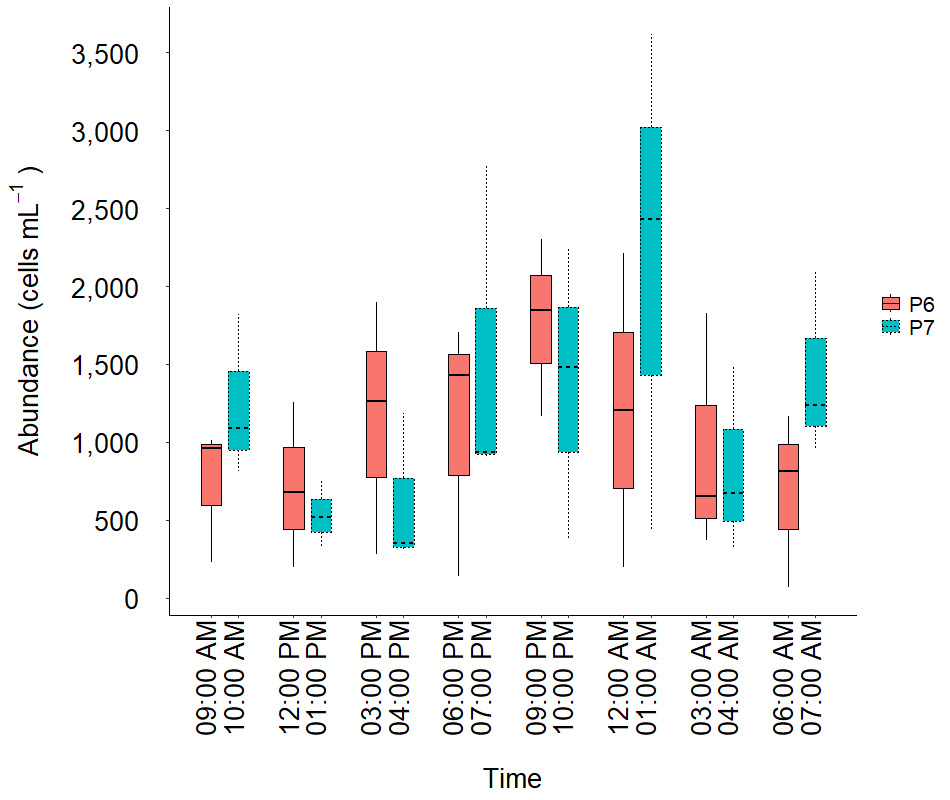 Abundance (cells mL⁻¹ )
3,500
3,000
2,500
2,000
1,500
1,000
500
0
P6
P7
09:00 AM
10:00 AM
12:00 PM
01:00 PM
03:00 PM
04:00 PM
06:00 PM
07:00 PM
09:00 PM
10:00 PM
12:00 AM
01:00 AM
03:00 AM
04:00 AM
06:00 AM
07:00 AM
Time